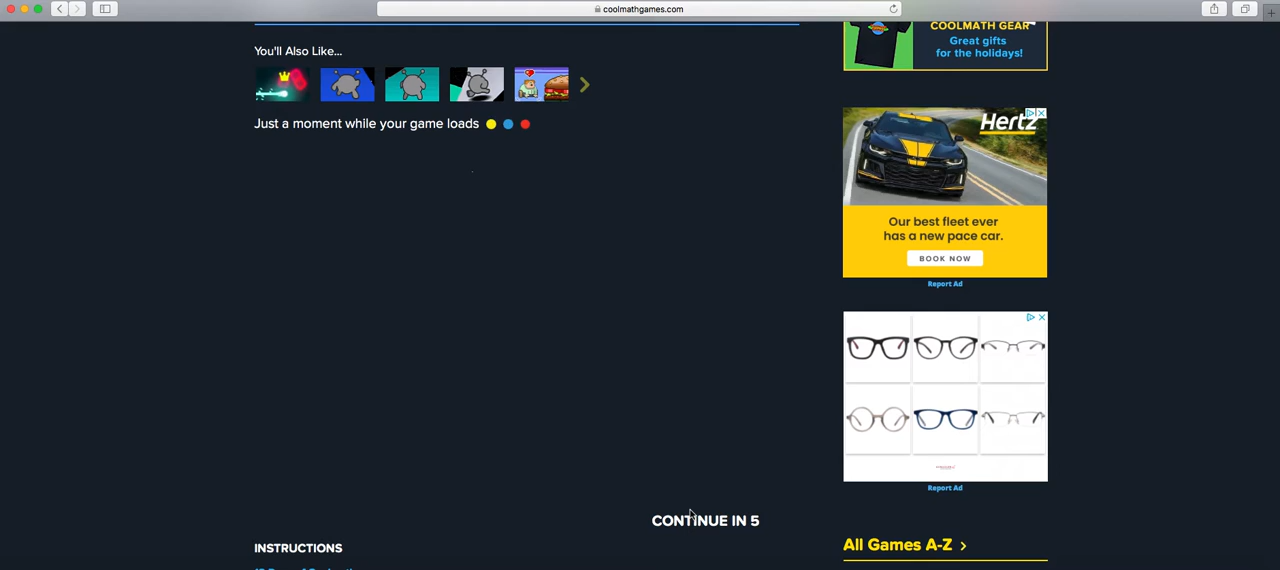 coolmathgames.com
COOLMATH GEAR
Great gifts
for the holidays!
You'll Also Like...
Just a moment while your game loads
Hertz
Our best fleet ever
has a new pace car.
BOOK NOW
Report Ad
Report Ad
CONTINUE IN 5
INSTRUCTIONS
All Games A-Z